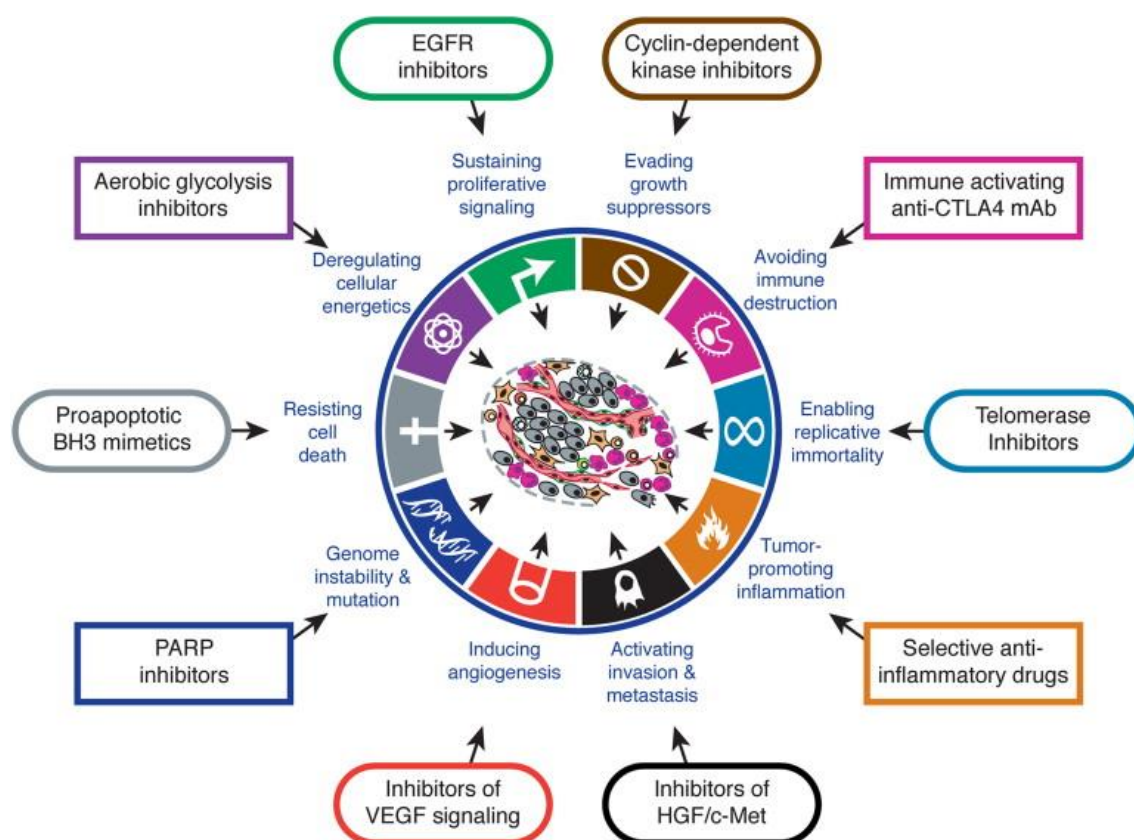 EGFR
inhibitors
Cyclin-dependent
kinase inhibitors
Sustaining
proliferative
signaling
Evading
growth
suppressors
Aerobic glycolysis
inhibitors
Immune activating
anti-CTLA4 mAb
Deregulating
cellular
energetics
Avoiding
immune
destruction
Proapoptotic
BH3 mimetics
Resisting
cell
death
Enabling
replicative
immortality
Telomerase
Inhibitors
Genome
instability &
mutation
Tumor-
promoting
inflammation
PARP
inhibitors
Inducing
angiogenesis
Activating
invasion &
metastasis
Selective anti-
inflammatory drugs
Inhibitors of
VEGF signaling
Inhibitors of
HGF/c-Met